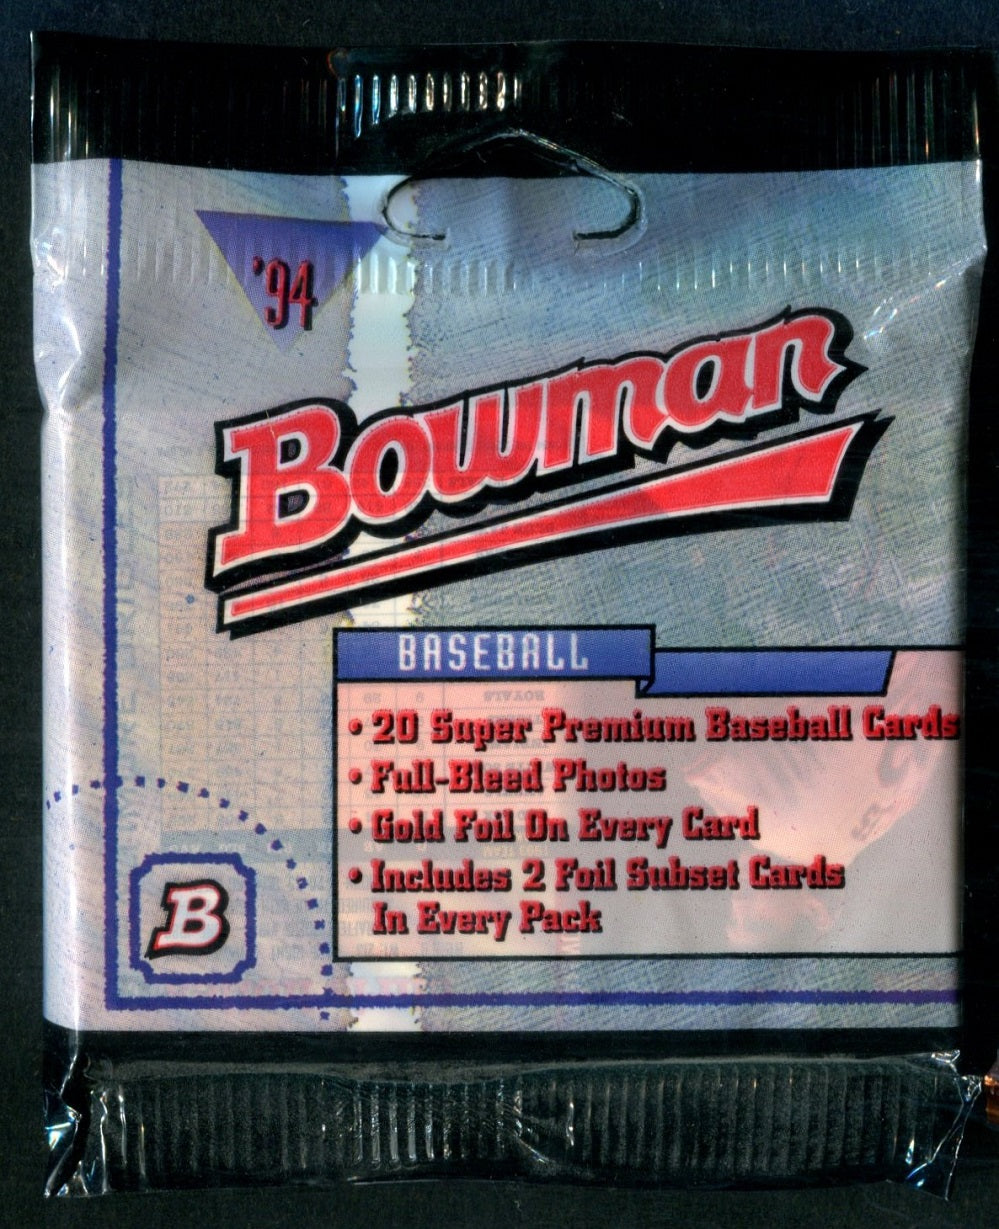 '94
Bowman
BASEBALL
• 20 Super Premium Baseball Cards
• Full-Bleed Photos
• Gold Foil On Every Card
• Includes 2 Foil Subset Cards
In Every Pack
B